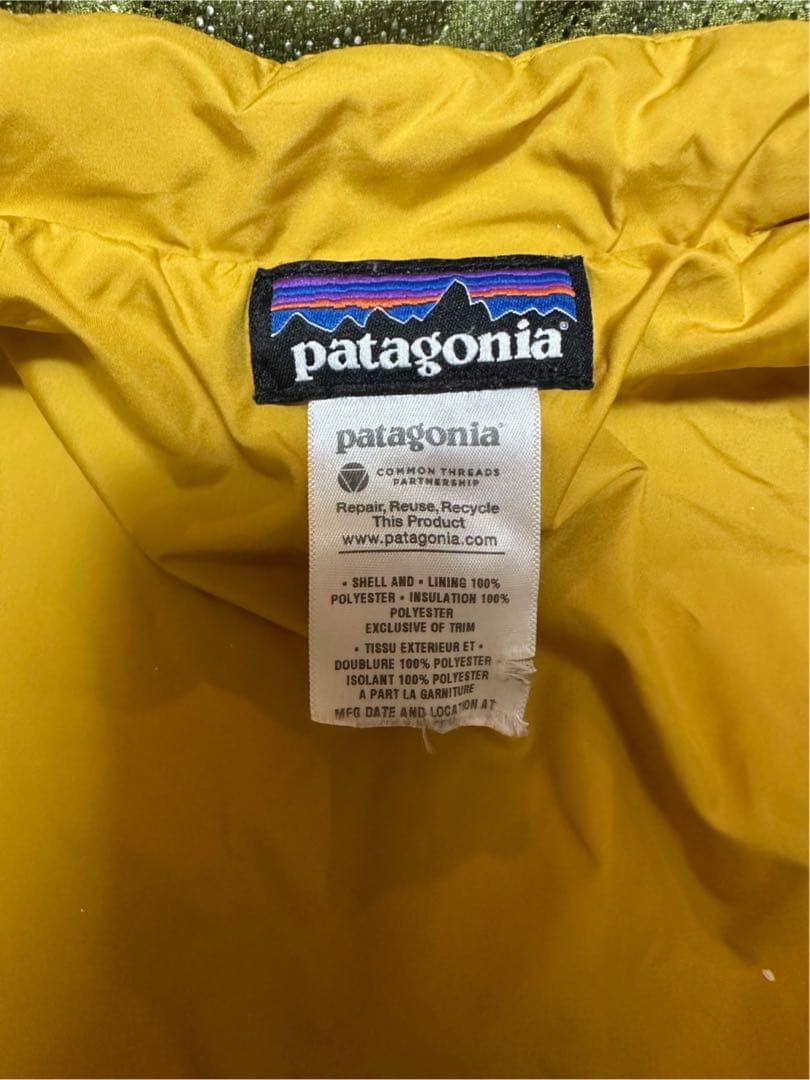 patagonia®
patagonia®
COMMON THREADS
PARTNERSHIP
Repair, Reuse, Recycle
This Product
www.patagonia.com
• SHELL AND • LINING 100%
POLYESTER • INSULATION 100%
POLYESTER
EXCLUSIVE OF TRIM
• TISSU EXTERIEUR ET •
DOUBLURE 100% POLYESTER
ISOLANT 100% POLYESTER
A PART LA GARNITURE
MFG DATE AND LOCATION AT